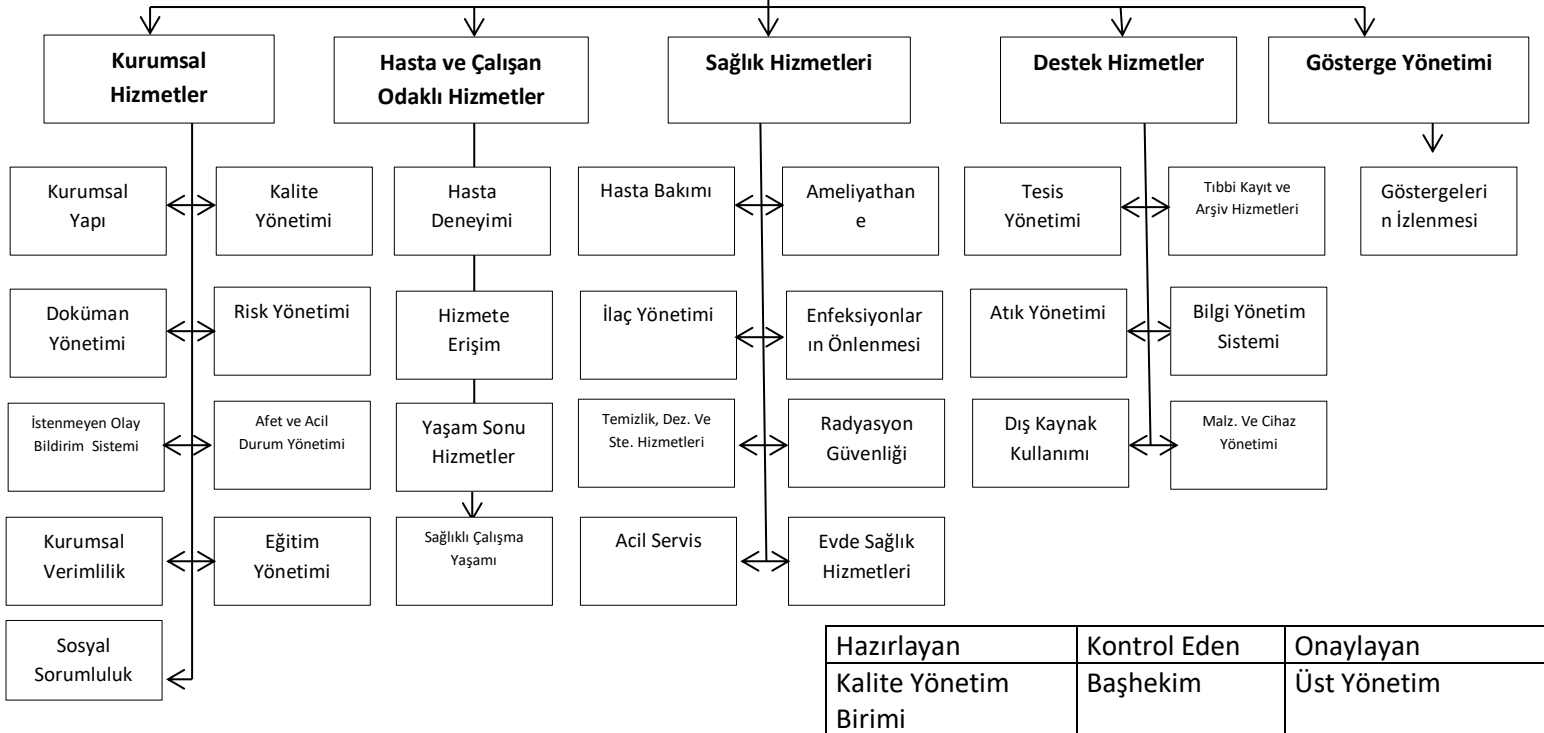 Kurumsal
Hizmetler
Hasta ve Çalışan
Odaklı Hizmetler
Sağlık Hizmetleri
Destek Hizmetler
Gösterge Yönetimi
Kurumsal
Yapı
Kalite
Yönetimi
Hasta
Deneyimi
Hasta Bakımı
Ameliyathan
e
Tesis
Yönetimi
Tıbbi Kayıt ve
Arşiv Hizmetleri
Göstergeleri
n İzlenmesi
Doküman
Yönetimi
Risk Yönetimi
Hizmete
Erişim
İlaç Yönetimi
Enfeksiyonlar
ın Önlenmesi
Atık Yönetimi
Bilgi Yönetim
Sistemi
İstenmeyen Olay
Bildirim Sistemi
Afet ve Acil
Durum Yönetimi
Yaşam Sonu
Hizmetler
Temizlik, Dez. Ve
Ste. Hizmetleri
Radyasyon
Güvenliği
Dış Kaynak
Kullanımı
Malz. Ve Cihaz
Yönetimi
Kurumsal
Verimlilik
Eğitim
Yönetimi
Sağlıklı Çalışma
Yaşamı
Acil Servis
Evde Sağlık
Hizmetleri
Sosyal
Sorumluluk
Hazırlayan
Kontrol Eden
Onaylayan
Kalite Yönetim
Birimi
Başhekim
Üst Yönetim